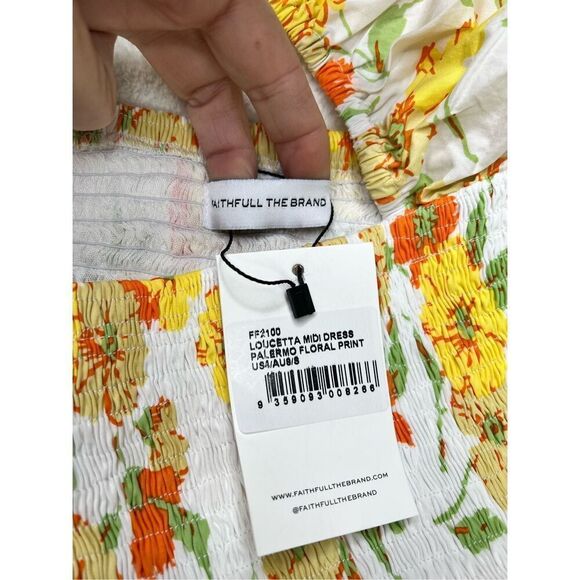 FAITHFULL THE BRAND
FF2100
LOUCETTA MIDI DRESS
PALERMO FLORAL PRINT
US4/AU8/S
9 359093 008266
WWW.FAITHFULLTHEBRAND.COM
@FAITHFULLTHEBRAND